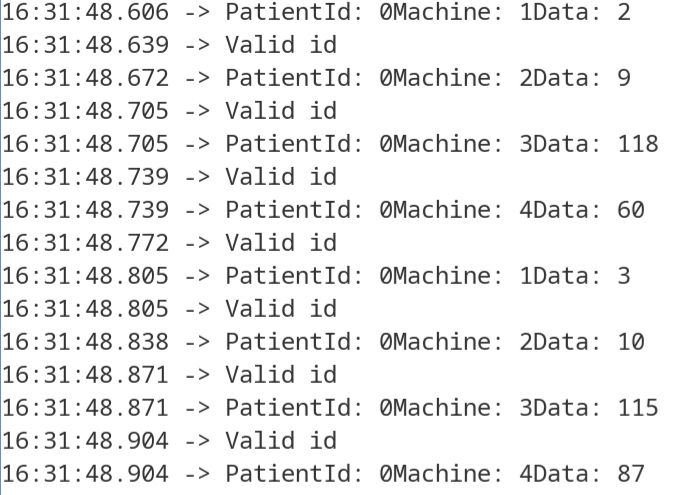 16:31:48.606 -> PatientId: 0Machine: 1Data: 2
16:31:48.639 -> Valid id
16:31:48.672 -> PatientId: 0Machine: 2Data: 9
16:31:48.705 -> Valid id
16:31:48.705 -> PatientId: 0Machine: 3Data: 118
16:31:48.739 -> Valid id
16:31:48.739 -> PatientId: 0Machine: 4Data: 60
16:31:48.772 -> Valid id
16:31:48.805 -> PatientId: 0Machine: 1Data: 3
16:31:48.805 -> Valid id
16:31:48.838 -> PatientId: 0Machine: 2Data: 10
16:31:48.871 -> Valid id
16:31:48.871 -> PatientId: 0Machine: 3Data: 115
16:31:48.904 -> Valid id
16:31:48.904 -> PatientId: 0Machine: 4Data: 87